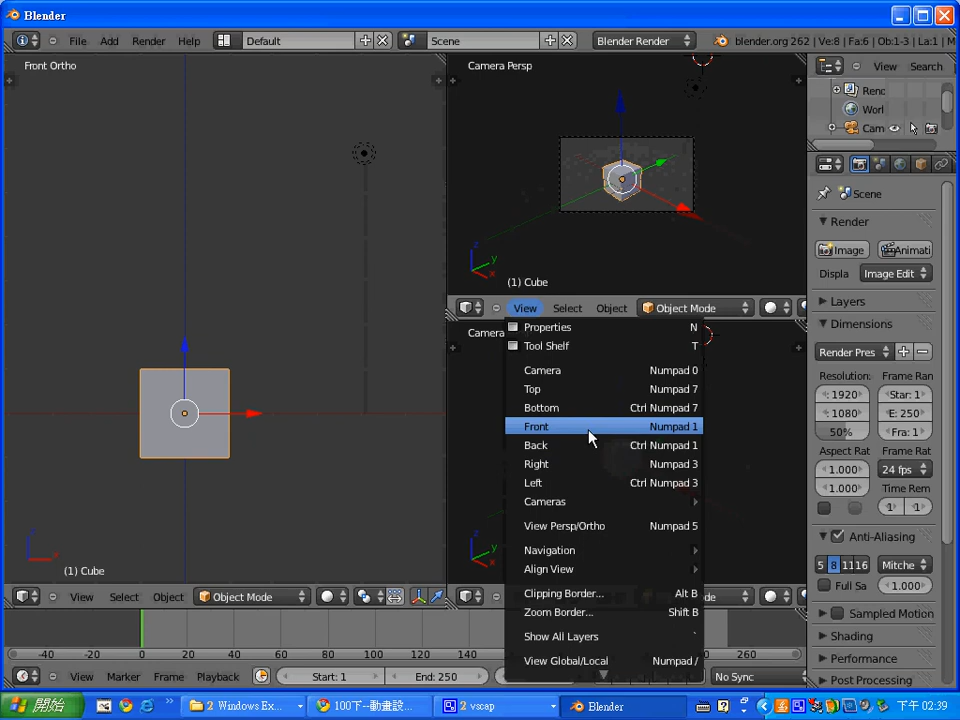 Blender
File Add Render Help Default Scene Blender Render blender.org 262 | Ve:8 | Fa:6 | Ob:1-3 | La:1 | M
Front Ortho
(1) Cube
View Select Object Object Mode
Camera Persp
(1) Cube
View Select Object Object Mode
Camera
Properties N
Tool Shelf T
Camera Numpad 0
Top Numpad 7
Bottom Ctrl Numpad 7
Front Numpad 1
Back Ctrl Numpad 1
Right Numpad 3
Left Ctrl Numpad 3
Cameras
View Persp/Ortho Numpad 5
Navigation
Align View
Clipping Border... Alt B
Zoom Border... Shift B
Show All Layers `
View Global/Local Numpad /
View Search
Rend
Worl
Cam
Scene
Render
Image Animati
Displa Image Edit
Layers
Dimensions
Render Pres
Resolution: Frame Ran
: 1920 Star: 1
: 1080 E: 250
50% Fra: 1
Aspect Rat Frame Rat
1.000 24 fps
1.000 Time Rem
1 1
Anti-Aliasing
5 8 11 16 Mitche
Full Sa 1.000
Sampled Motion
Shading
Performance
Post Processing
-40 -20 0 20 40 60 80 100 120 140 260
View Marker Frame Playback Start: 1 End: 250 No Sync
開始 2 Windows Ex... 100下--動畫設... 2 vscap Blender 下午 02:39